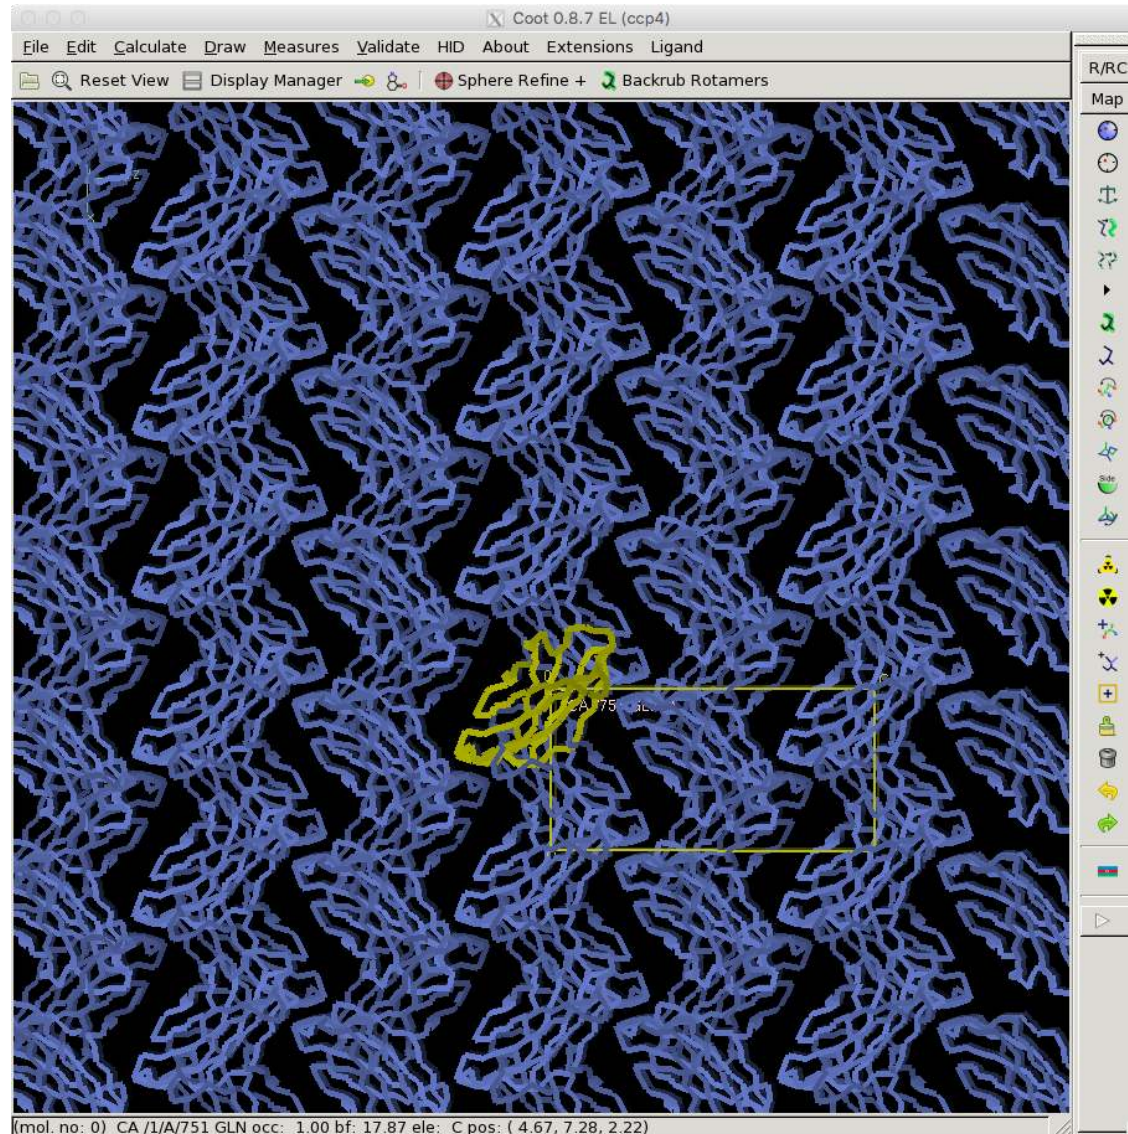 Coot 0.8.7 EL (ccp4)
File Edit Calculate Draw Measures Validate HID About Extensions Ligand
Reset View Display Manager Sphere Refine + Backrub Rotamers
R/RC
Map
Side
z
x
c
(mol. no: 0) CA /1/A/751 GLN occ: 1.00 bf: 17.87 ele: C pos: ( 4.67, 7.28, 2.22)